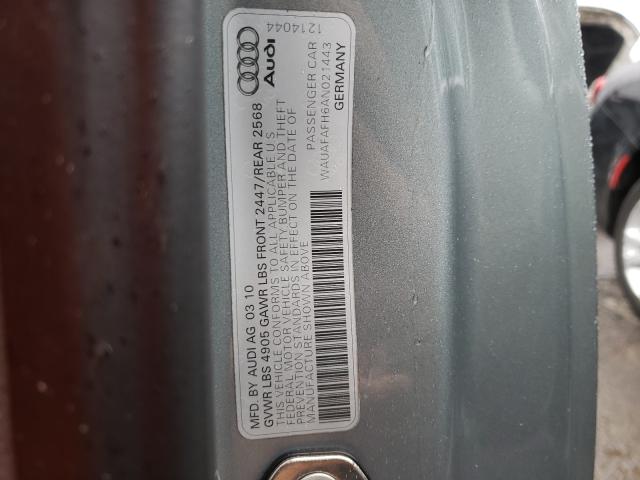 MFD. BY AUDI AG 03 10
GVWR LBS 4905 GAWR LBS FRONT 2447/REAR 2568
THIS VEHICLE CONFORMS TO ALL APPLICABLE U S
FEDERAL MOTOR VEHICLE SAFETY BUMPER AND THEFT
PREVENTION STANDARDS IN EFFECT ON THE DATE OF
MANUFACTURE SHOWN ABOVE
PASSENGER CAR
WAUAFAFH6AN021443
GERMANY
Audi
1214044